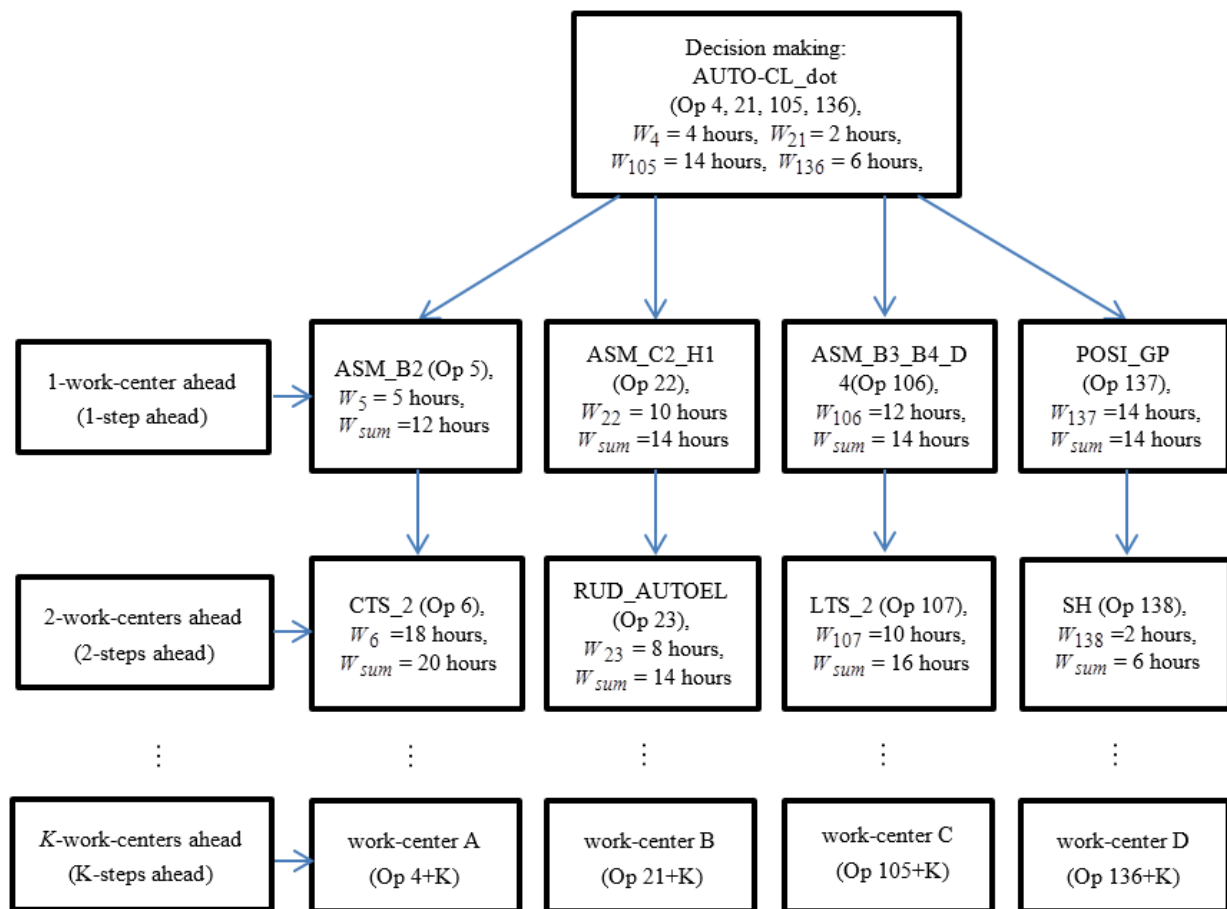 Decision making:
AUTO-CL_dot
(Op 4, 21, 105, 136),
W4 = 4 hours, W21 = 2 hours,
W105 = 14 hours, W136 = 6 hours,
1-work-center ahead
(1-step ahead)
ASM_B2 (Op 5),
W5 = 5 hours,
Wsum =12 hours
ASM_C2_H1
(Op 22),
W22 = 10 hours
Wsum =14 hours
ASM_B3_B4_D
4(Op 106),
W106 =12 hours,
Wsum = 14 hours
POSI_GP
(Op 137),
W137 = 14 hours,
Wsum =14 hours
2-work-centers ahead
(2-steps ahead)
CTS_2 (Op 6),
W6 =18 hours,
Wsum = 20 hours
RUD_AUTOEL
(Op 23),
W23 = 8 hours,
Wsum = 14 hours
LTS_2 (Op 107),
W107 =10 hours,
Wsum = 16 hours
SH (Op 138),
W138 =2 hours,
Wsum = 6 hours
⋮ ⋮ ⋮ ⋮ ⋮
K-work-centers ahead
(K-steps ahead)
work-center A
(Op 4+K)
work-center B
(Op 21+K)
work-center C
(Op 105+K)
work-center D
(Op 136+K)